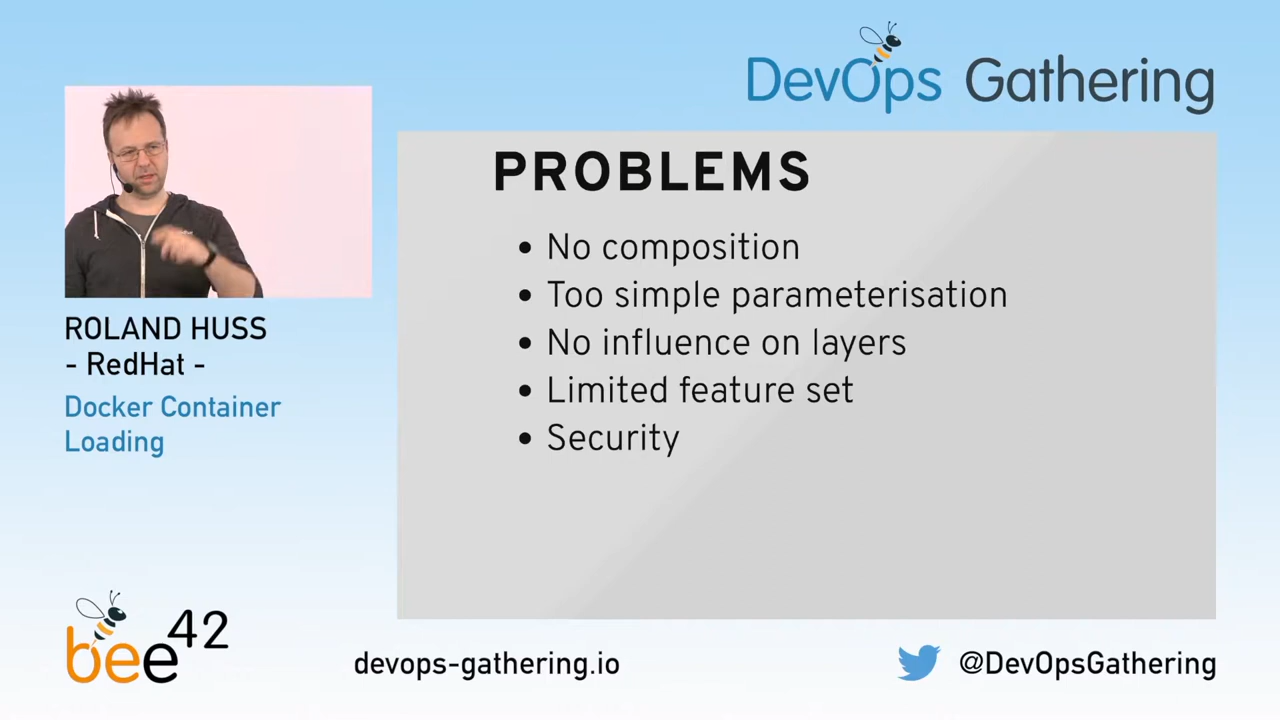 DevOps Gathering
PROBLEMS
• No composition
• Too simple parameterisation
• No influence on layers
• Limited feature set
• Security
ROLAND HUSS
- RedHat -
Docker Container
Loading
bee42
devops-gathering.io
@DevOpsGathering